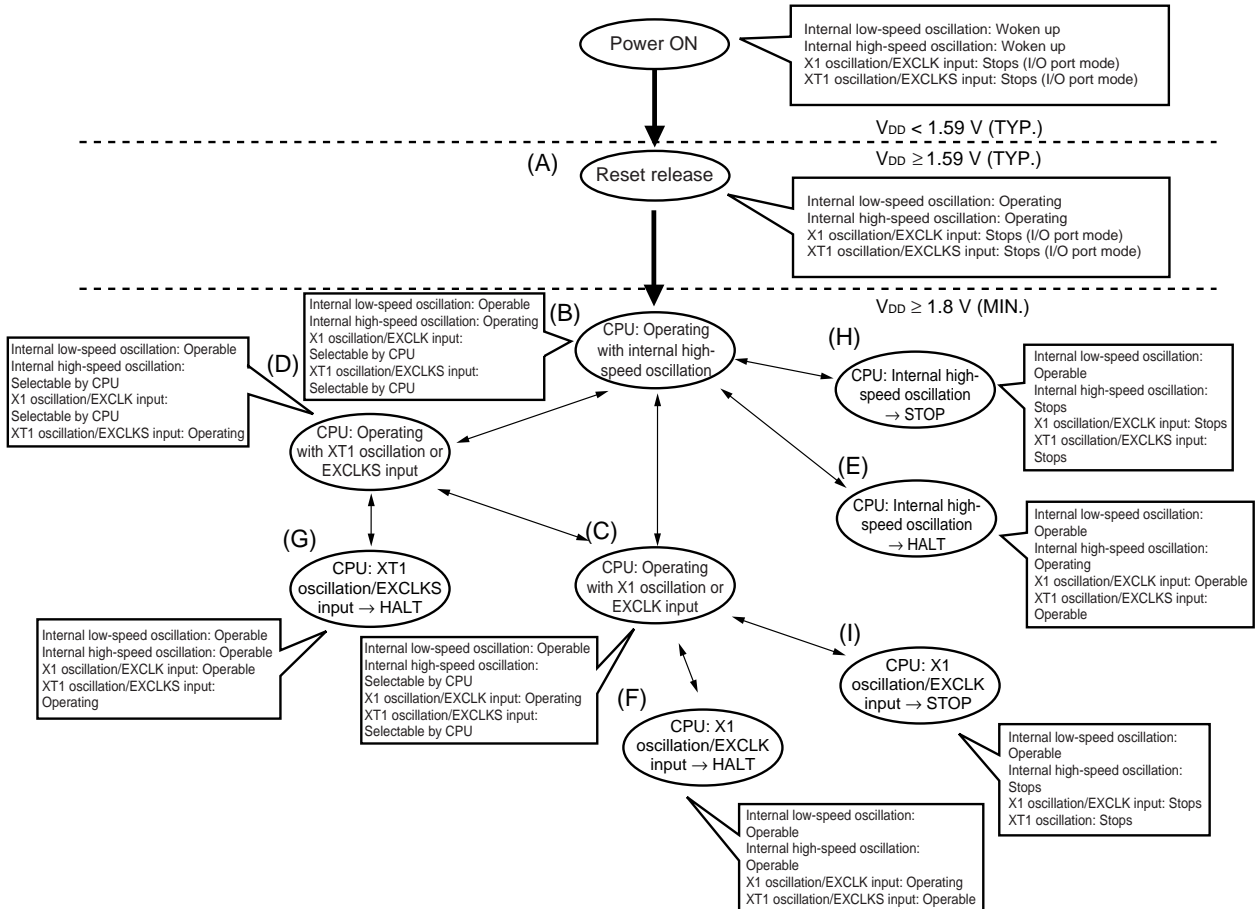 Power ON
Internal low-speed oscillation: Woken up
Internal high-speed oscillation: Woken up
X1 oscillation/EXCLK input: Stops (I/O port mode)
XT1 oscillation/EXCLKS input: Stops (I/O port mode)
VDD < 1.59 V (TYP.)
VDD ≥ 1.59 V (TYP.)
(A)
Reset release
Internal low-speed oscillation: Operating
Internal high-speed oscillation: Operating
X1 oscillation/EXCLK input: Stops (I/O port mode)
XT1 oscillation/EXCLKS input: Stops (I/O port mode)
VDD ≥ 1.8 V (MIN.)
Internal low-speed oscillation: Operable
Internal high-speed oscillation: Operating
X1 oscillation/EXCLK input:
Selectable by CPU
XT1 oscillation/EXCLKS input:
Selectable by CPU
(B)
CPU: Operating
with internal high-
speed oscillation
(H)
CPU: Internal high-
speed oscillation
→ STOP
Internal low-speed oscillation:
Operable
Internal high-speed oscillation:
Stops
X1 oscillation/EXCLK input: Stops
XT1 oscillation/EXCLKS input:
Stops
Internal low-speed oscillation: Operable
Internal high-speed oscillation:
Selectable by CPU
X1 oscillation/EXCLK input:
Selectable by CPU
XT1 oscillation/EXCLKS input: Operating
(D)
CPU: Operating
with XT1 oscillation or
EXCLKS input
(E)
CPU: Internal high-
speed oscillation
→ HALT
Internal low-speed oscillation:
Operable
Internal high-speed oscillation:
Operating
X1 oscillation/EXCLK input: Operable
XT1 oscillation/EXCLKS input:
Operable
(G)
CPU: XT1
oscillation/EXCLKS
input → HALT
Internal low-speed oscillation: Operable
Internal high-speed oscillation: Operable
X1 oscillation/EXCLK input: Operable
XT1 oscillation/EXCLKS input:
Operating
(C)
CPU: Operating
with X1 oscillation or
EXCLK input
Internal low-speed oscillation: Operable
Internal high-speed oscillation:
Selectable by CPU
X1 oscillation/EXCLK input: Operating
XT1 oscillation/EXCLKS input:
Selectable by CPU
(I)
CPU: X1
oscillation/EXCLK
input → STOP
Internal low-speed oscillation:
Operable
Internal high-speed oscillation:
Stops
X1 oscillation/EXCLK input: Stops
XT1 oscillation: Stops
(F)
CPU: X1
oscillation/EXCLK
input → HALT
Internal low-speed oscillation:
Operable
Internal high-speed oscillation:
Operable
X1 oscillation/EXCLK input: Operating
XT1 oscillation/EXCLKS input: Operable